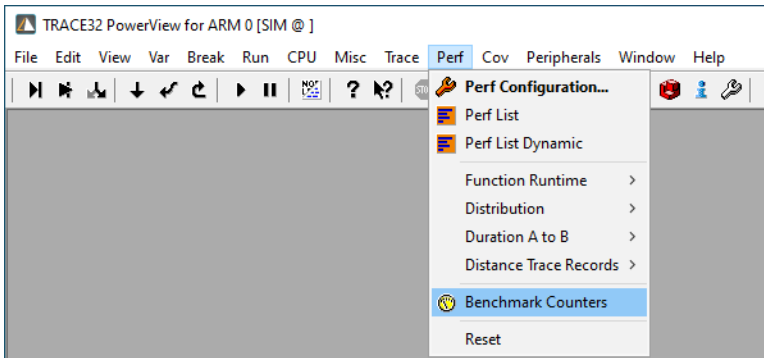 TRACE32 PowerView for ARM 0 [SIM @ ]
File Edit View Var Break Run CPU Misc Trace Perf Cov Peripherals Window Help
Perf Configuration...
Perf List
Perf List Dynamic
Function Runtime
Distribution
Duration A to B
Distance Trace Records
Benchmark Counters
Reset